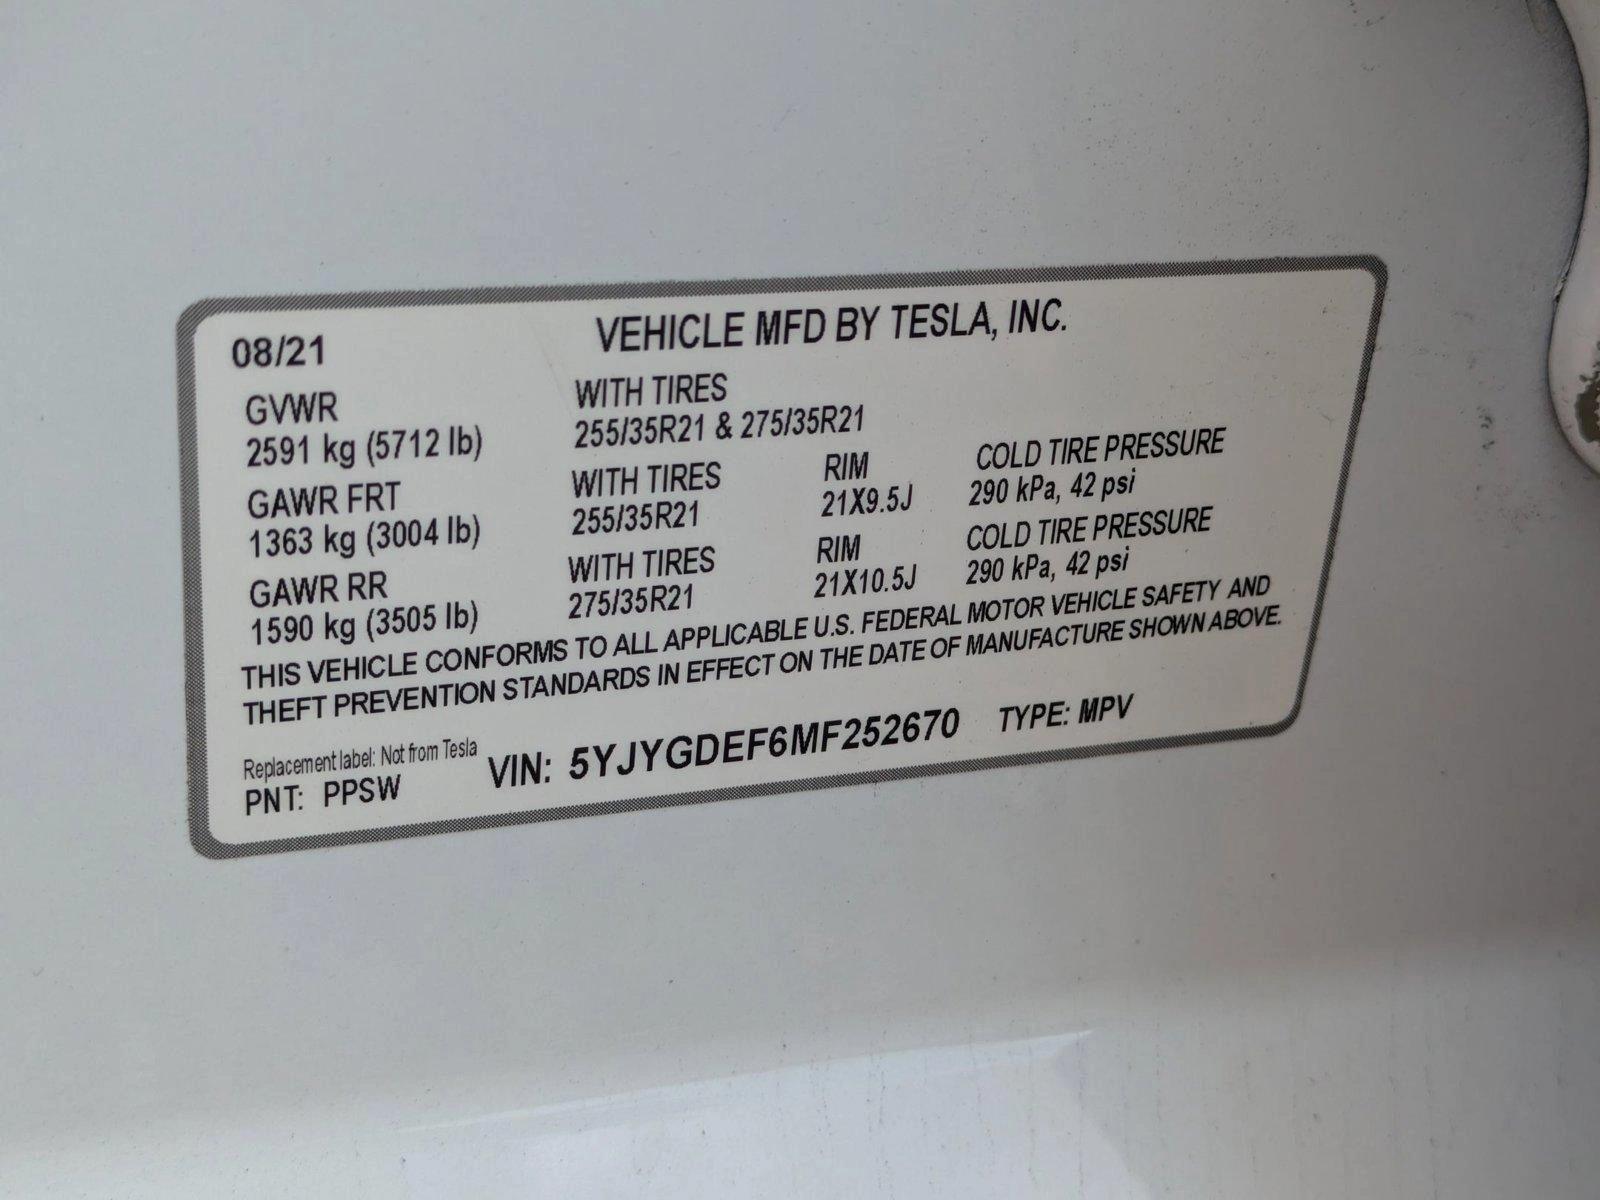 08/21 VEHICLE MFD BY TESLA, INC.
GVWR WITH TIRES
2591 kg (5712 lb) 255/35R21 & 275/35R21
GAWR FRT WITH TIRES RIM COLD TIRE PRESSURE
1363 kg (3004 lb) 255/35R21 21X9.5J 290 kPa, 42 psi
GAWR RR WITH TIRES RIM COLD TIRE PRESSURE
1590 kg (3505 lb) 275/35R21 21X10.5J 290 kPa, 42 psi
THIS VEHICLE CONFORMS TO ALL APPLICABLE U.S. FEDERAL MOTOR VEHICLE SAFETY AND
THEFT PREVENTION STANDARDS IN EFFECT ON THE DATE OF MANUFACTURE SHOWN ABOVE.
Replacement label: Not from Tesla
PNT: PPSW VIN: 5YJYGDEF6MF252670 TYPE: MPV